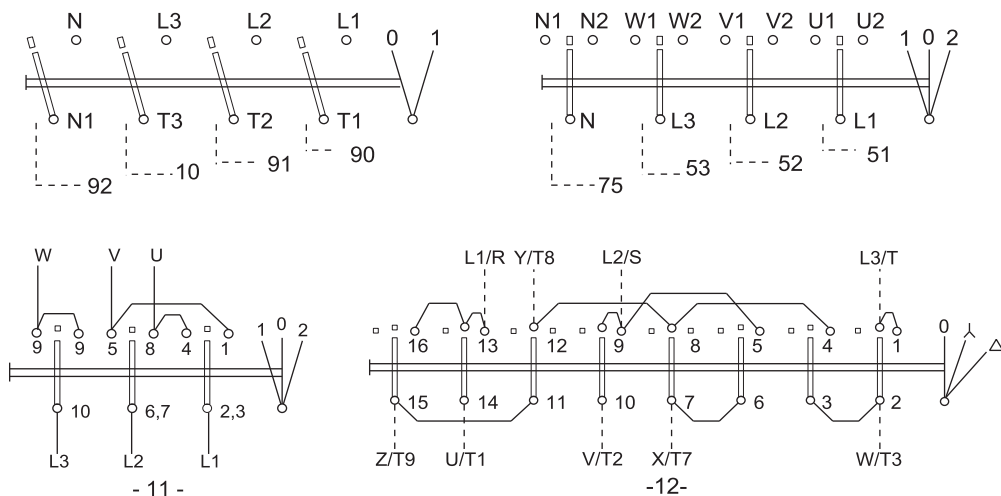 N L3 L2 L1 0 1
N1 T3 T2 T1
92 10 91 90
N1 N2 W1 W2 V1 V2 U1 U2 1 0 2
N L3 L2 L1
75 53 52 51
W V U
9 9 5 8 4 1 1 0 2
10 6,7 2,3
L3 L2 L1
- 11 -
L1/R Y/T8 L2/S L3/T
16 13 12 9 8 5 4 1 0 ⅄ △
15 14 11 10 7 6 3 2
Z/T9 U/T1 V/T2 X/T7 W/T3
-12-